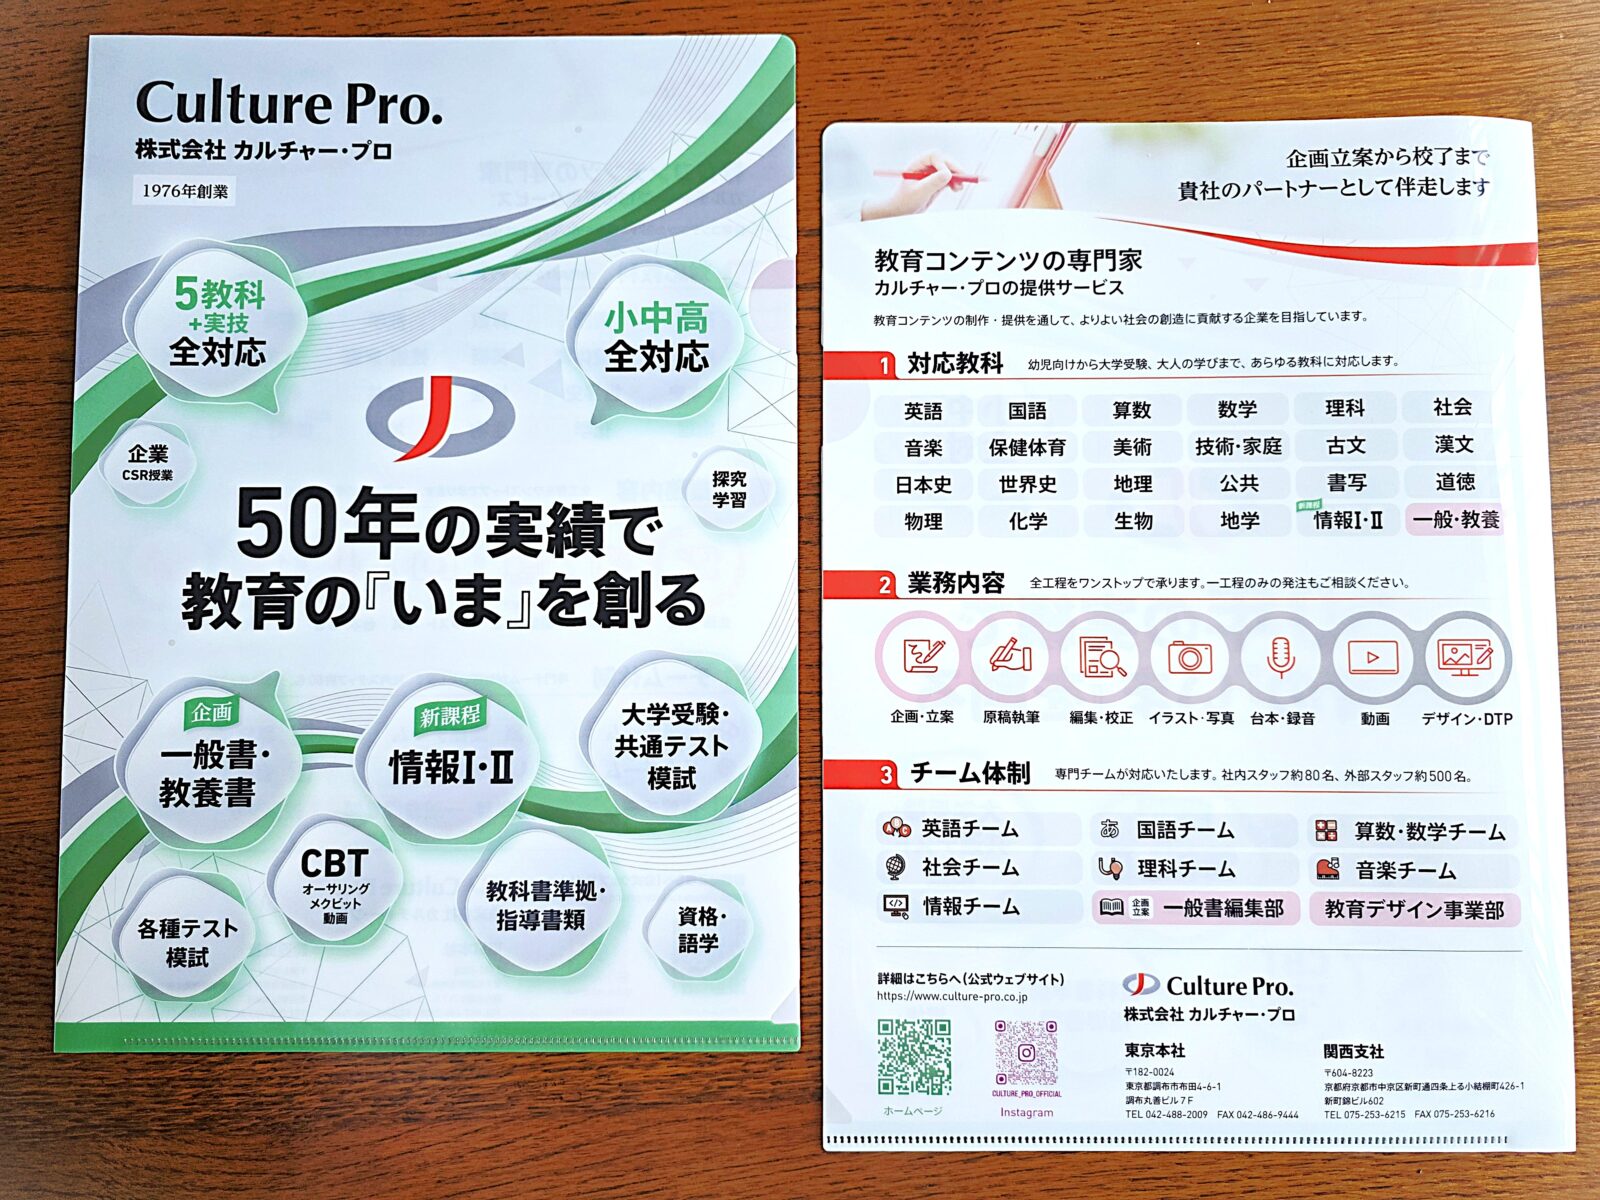 Culture Pro.
株式会社 カルチャー・プロ
1976年創業
5教科
+実技
全対応
小中高
全対応
企業
CSR授業
探究
学習
50年の実績で
教育の『いま』を創る
企画
一般書・
教養書
新課程
情報I・II
大学受験・
共通テスト
模試
CBT
オーサリング
メクビット
動画
各種テスト
模試
教科書準拠・
指導書類
資格・
語学
企画立案から校了まで
貴社のパートナーとして伴走します
教育コンテンツの専門家
カルチャー・プロの提供サービス
教育コンテンツの制作・提供を通して、よりよい社会の創造に貢献する企業を目指しています。
1 対応教科 幼児向けから大学受験、大人の学びまで、あらゆる教科に対応します。
英語 国語 算数 数学 理科 社会
音楽 保健体育 美術 技術・家庭 古文 漢文
日本史 世界史 地理 公共 書写 道徳
物理 化学 生物 地学 新課程 情報I・II 一般・教養
2 業務内容 全工程をワンストップで承ります。一工程のみの発注もご相談ください。
企画・立案 原稿執筆 編集・校正 イラスト・写真 台本・録音 動画 デザイン・DTP
3 チーム体制 専門チームが対応いたします。社内スタッフ約80名、外部スタッフ約500名。
英語チーム あ 国語チーム 算数・数学チーム
社会チーム 理科チーム 音楽チーム
情報チーム 企画立案 一般書編集部 教育デザイン事業部
詳細はこちらへ(公式ウェブサイト)
https://www.culture-pro.co.jp
ホームページ
CULTURE_PRO_OFFICIAL
Instagram
Culture Pro.
株式会社 カルチャー・プロ
東京本社
〒182-0024
東京都調布市布田4-6-1
調布丸善ビル7F
TEL 042-488-2009 FAX 042-486-9444
関西支社
〒604-8223
京都府京都市中京区新町通四条上る小結棚町426-1
新町錦ビル602
TEL 075-253-6215 FAX 075-253-6216